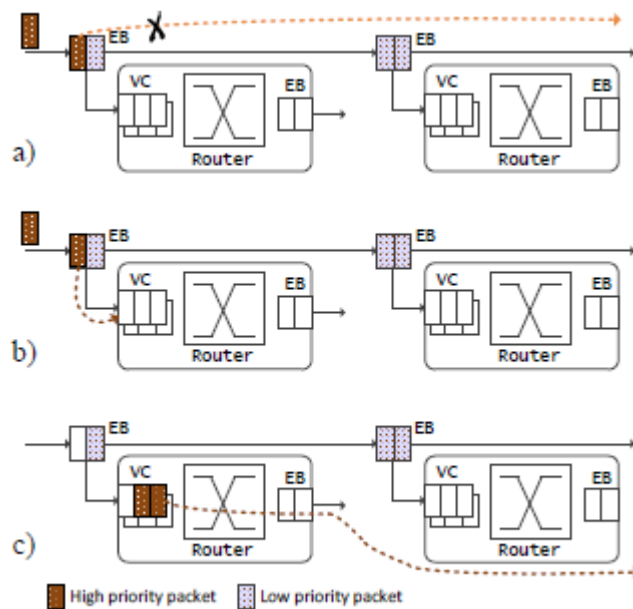 EB EB
VC EB VC EB
Router Router
a)
EB EB
VC EB VC EB
Router Router
b)
EB EB
VC EB VC EB
Router Router
c)
High priority packet Low priority packet